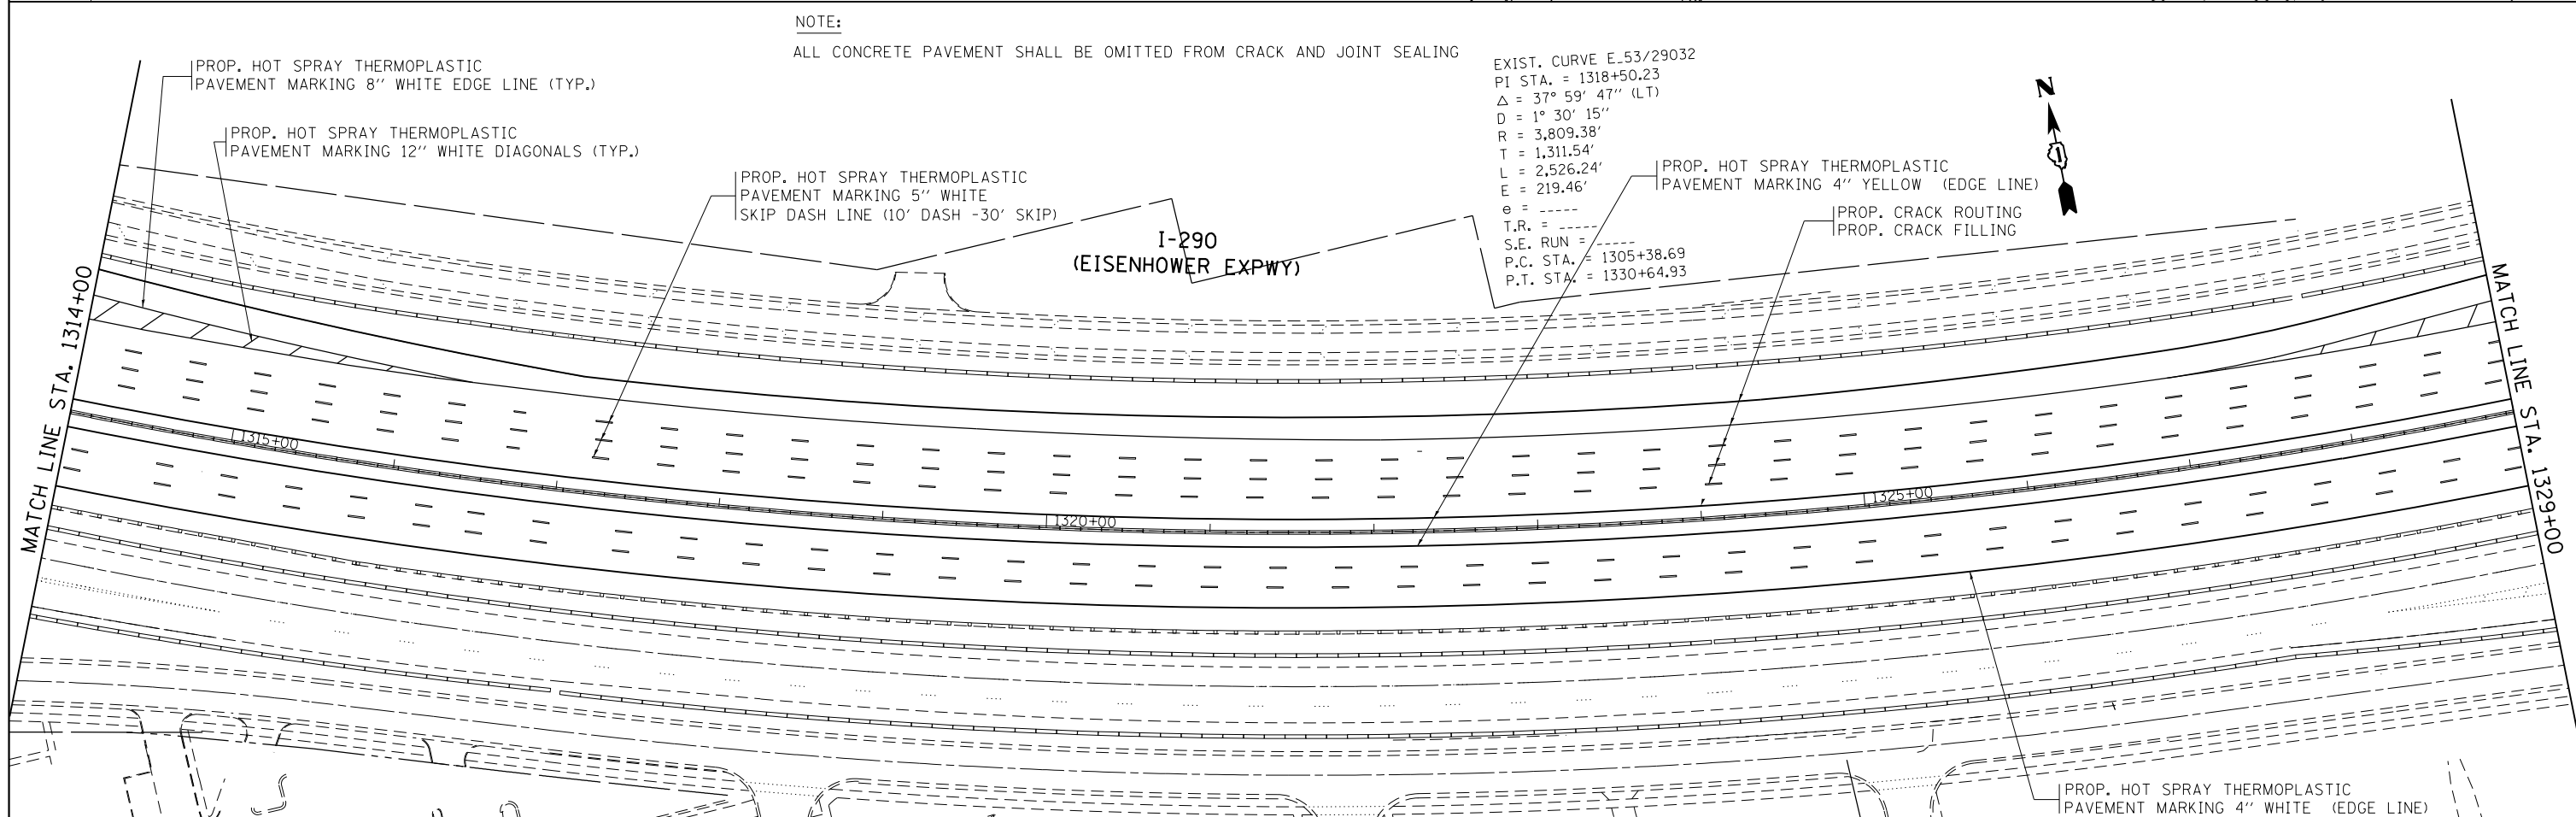 NOTE:
ALL CONCRETE PAVEMENT SHALL BE OMITTED FROM CRACK AND JOINT SEALING
PROP. HOT SPRAY THERMOPLASTIC
PAVEMENT MARKING 8" WHITE EDGE LINE (TYP.)
PROP. HOT SPRAY THERMOPLASTIC
PAVEMENT MARKING 12" WHITE DIAGONALS (TYP.)
PROP. HOT SPRAY THERMOPLASTIC
PAVEMENT MARKING 5" WHITE
SKIP DASH LINE (10' DASH -30' SKIP)
I-290
(EISENHOWER EXPWY)
EXIST. CURVE E_53/29032
PI STA. = 1318+50.23
Δ = 37° 59' 47" (LT)
D = 1° 30' 15"
R = 3,809.38'
T = 1,311.54'
L = 2,526.24'
E = 219.46'
e = -----
T.R. = -----
S.E. RUN = -----
P.C. STA. = 1305+38.69
P.T. STA. = 1330+64.93
PROP. HOT SPRAY THERMOPLASTIC
PAVEMENT MARKING 4" YELLOW (EDGE LINE)
PROP. CRACK ROUTING
PROP. CRACK FILLING
N
MATCH LINE STA. 1314+00
1315+00
1320+00
1325+00
MATCH LINE STA. 1329+00
PROP. HOT SPRAY THERMOPLASTIC
PAVEMENT MARKING 4" WHITE (EDGE LINE)